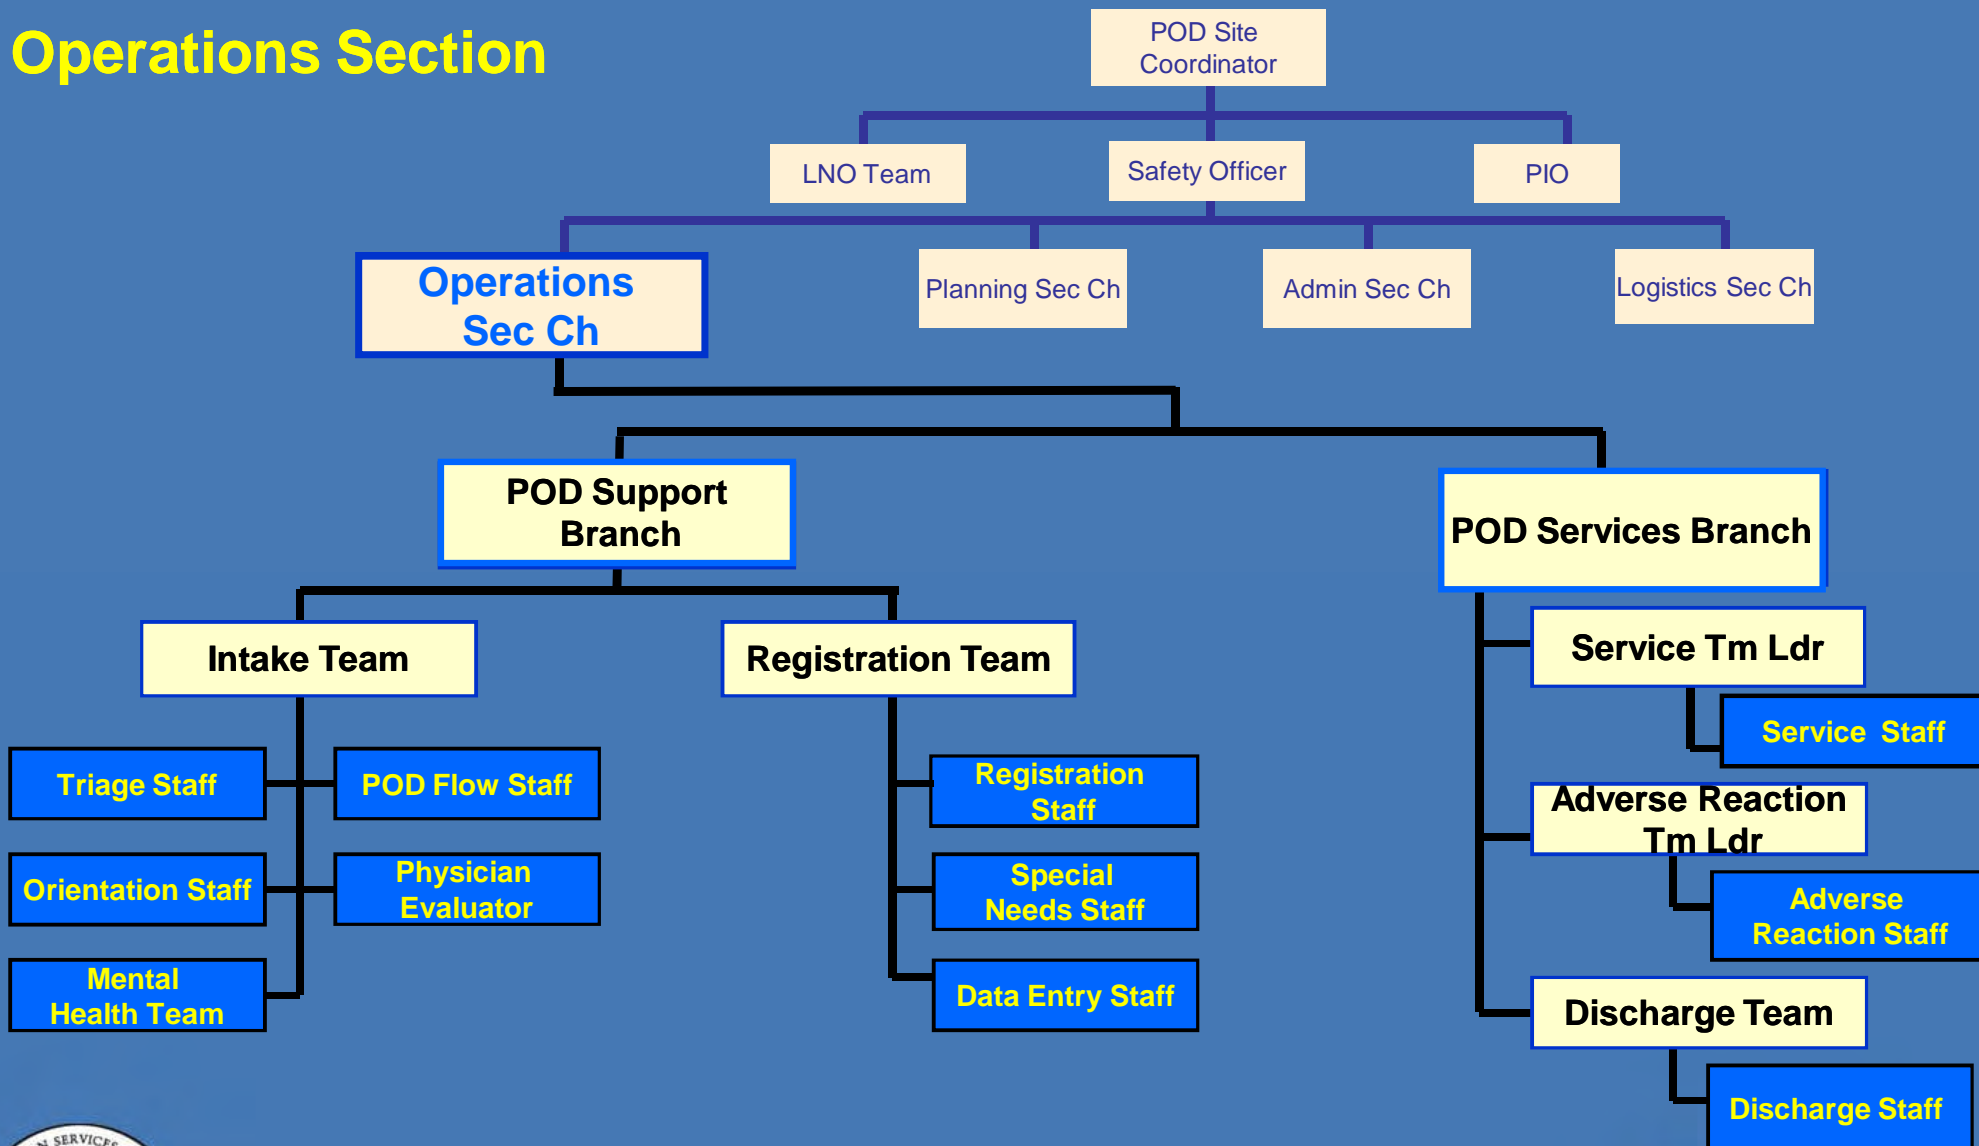 Operations Section
POD Site
Coordinator
LNO Team
Safety Officer
PIO
Operations
Sec Ch
Planning Sec Ch
Admin Sec Ch
Logistics Sec Ch
POD Support
Branch
POD Services Branch
Intake Team
Registration Team
Service Tm Ldr
Service Staff
Triage Staff
POD Flow Staff
Registration
Staff
Adverse Reaction
Tm Ldr
Orientation Staff
Physician
Evaluator
Special
Needs Staff
Adverse
Reaction Staff
Mental
Health Team
Data Entry Staff
Discharge Team
Discharge Staff
N SERVICES